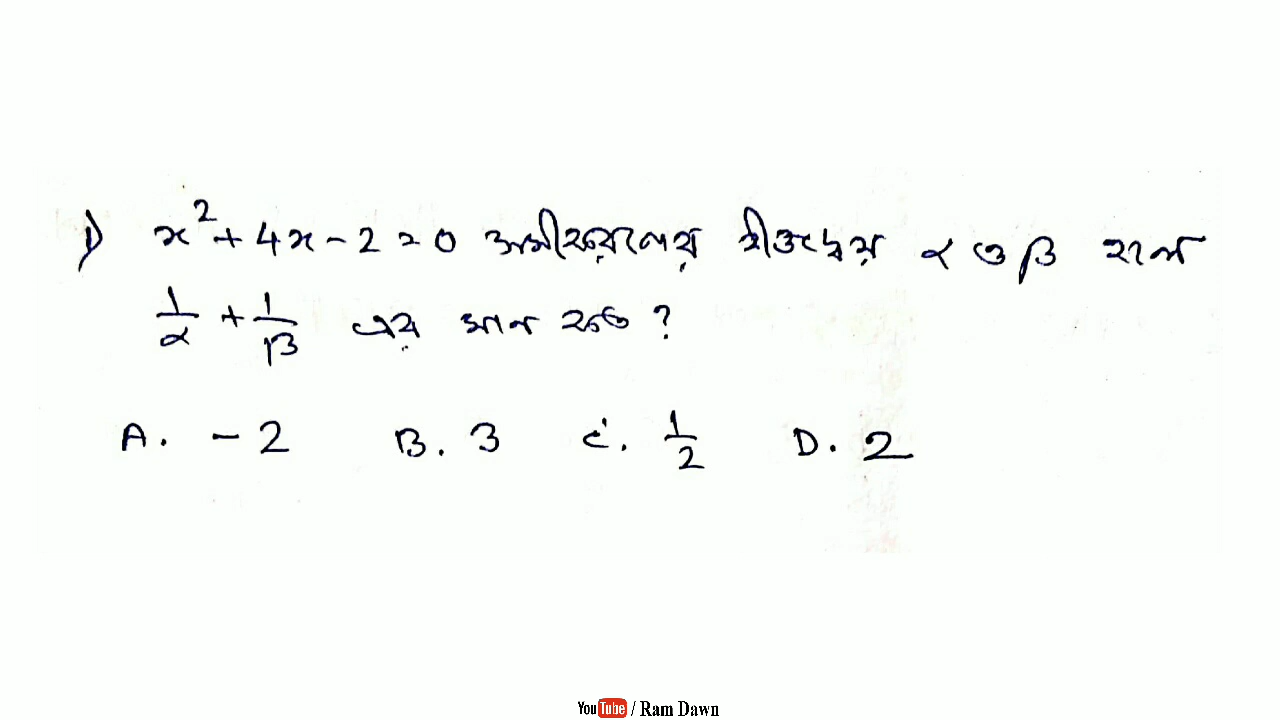 1) x² + 4x - 2 = 0 সমীকরণের বীজদ্বয় α ও β হলে
1/α + 1/β এর মান কত ?
A. -2 B. 3 C. 1/2 D. 2
YouTube / Ram Dawn